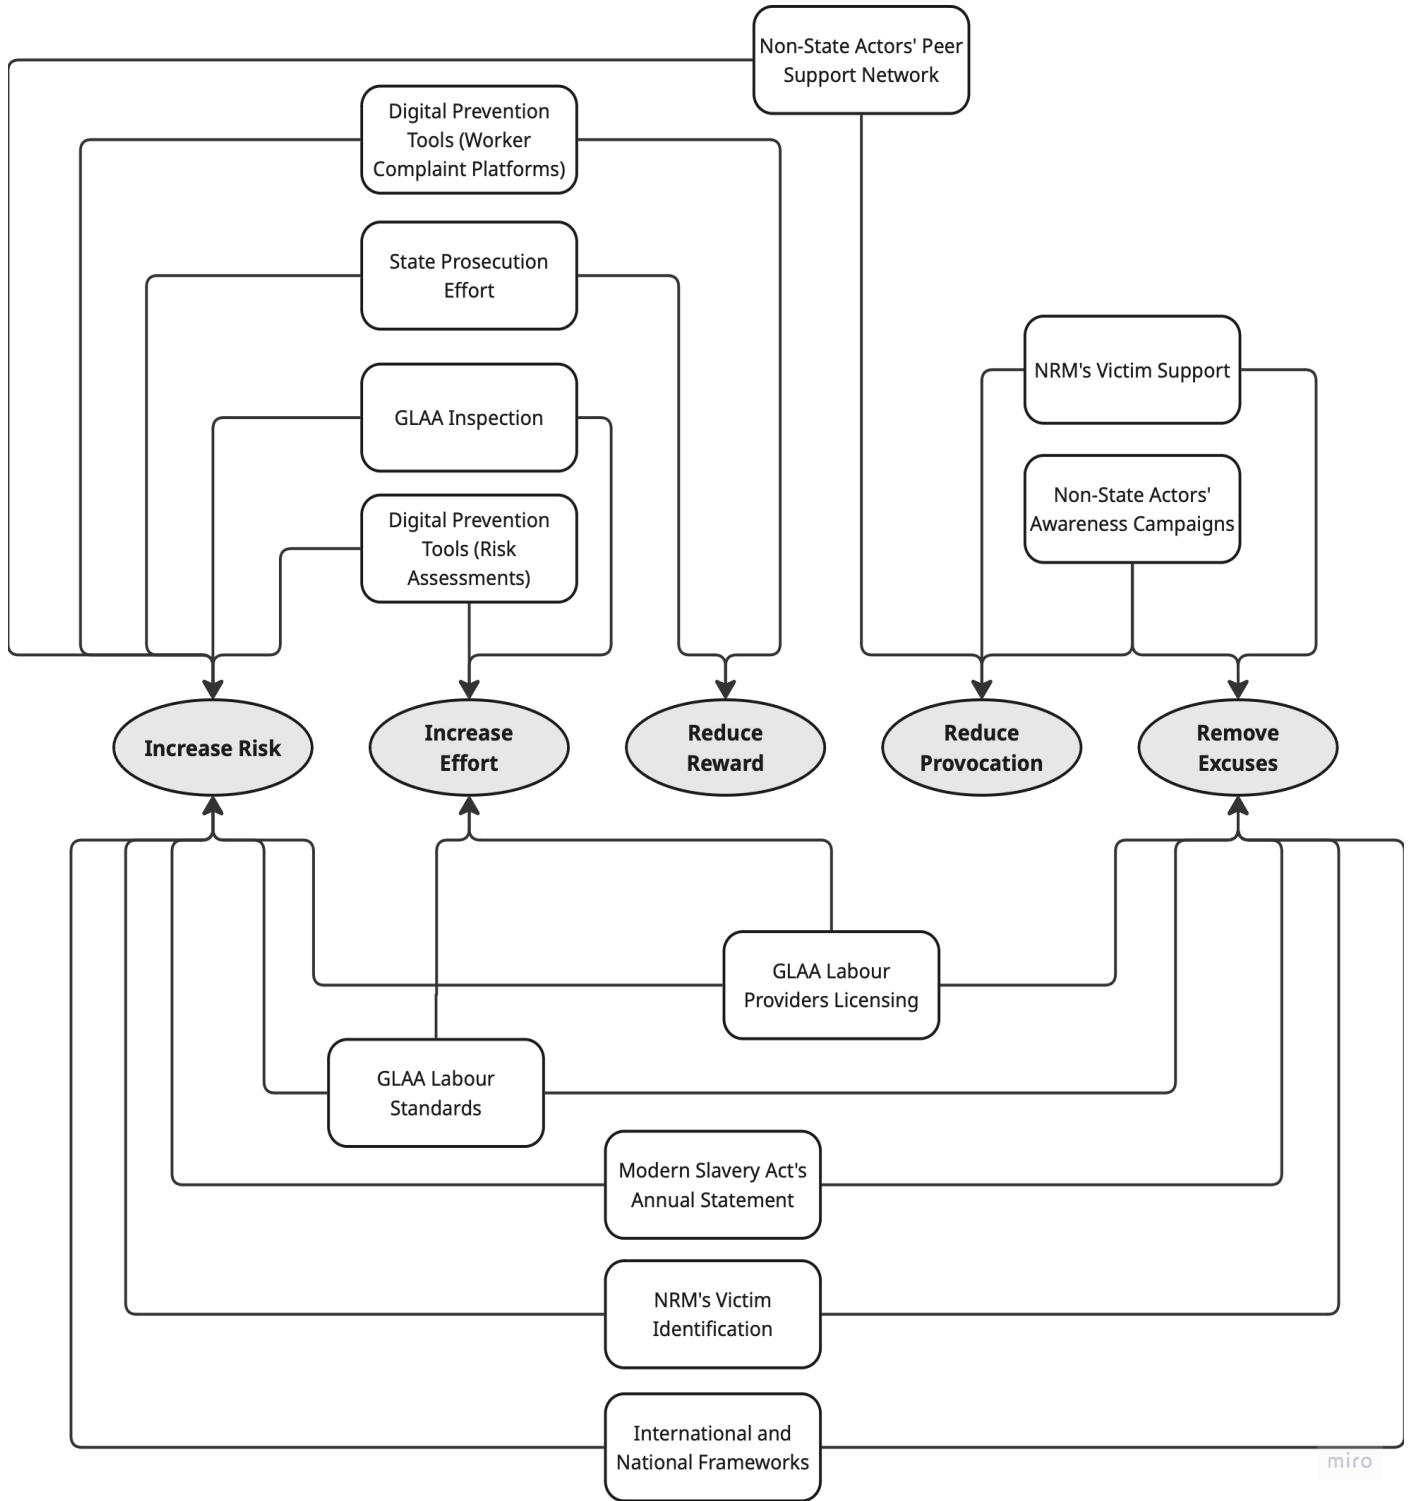 Non-State Actors' Peer
Support Network
Digital Prevention
Tools (Worker
Complaint Platforms)
State Prosecution
Effort
GLAA Inspection
Digital Prevention
Tools (Risk
Assessments)
NRM's Victim Support
Non-State Actors'
Awareness Campaigns
Increase Risk
Increase
Effort
Reduce
Reward
Reduce
Provocation
Remove
Excuses
GLAA Labour
Providers Licensing
GLAA Labour
Standards
Modern Slavery Act's
Annual Statement
NRM's Victim
Identification
International and
National Frameworks
miro